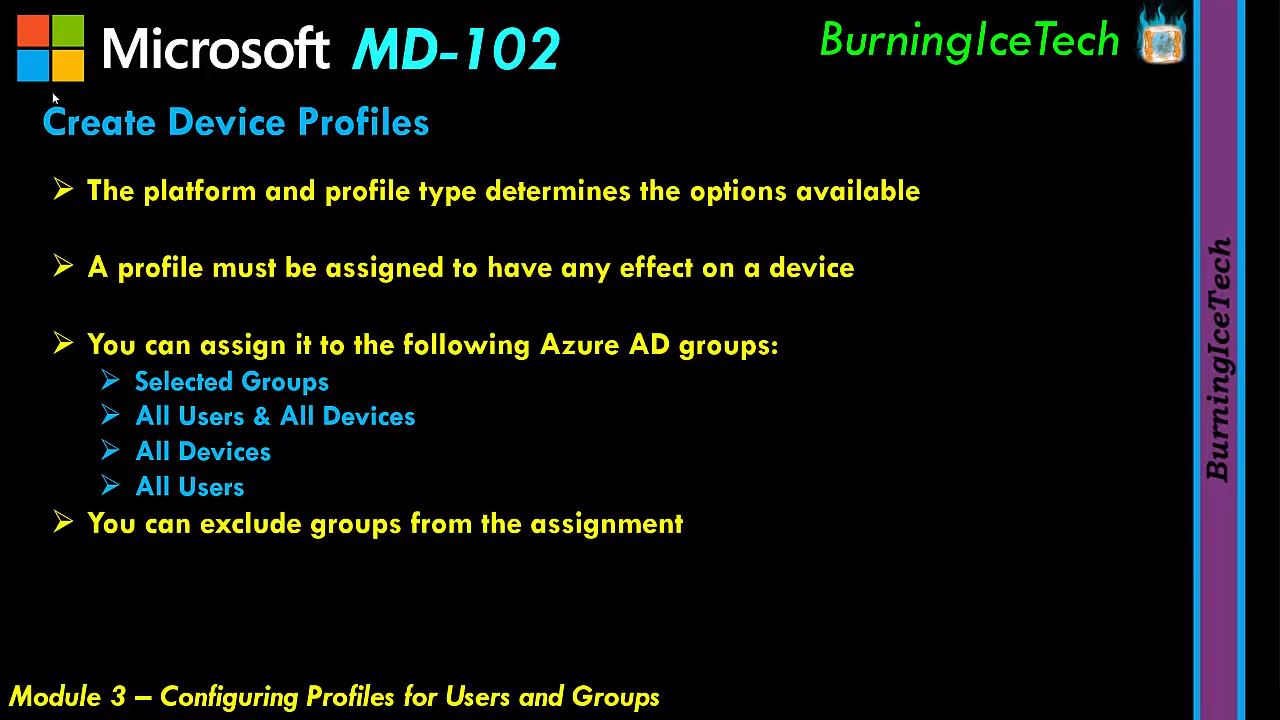 Microsoft MD-102
BurningIceTech
Create Device Profiles
The platform and profile type determines the options available
A profile must be assigned to have any effect on a device
You can assign it to the following Azure AD groups:
Selected Groups
All Users & All Devices
All Devices
All Users
You can exclude groups from the assignment
Module 3 – Configuring Profiles for Users and Groups
BurningIceTech